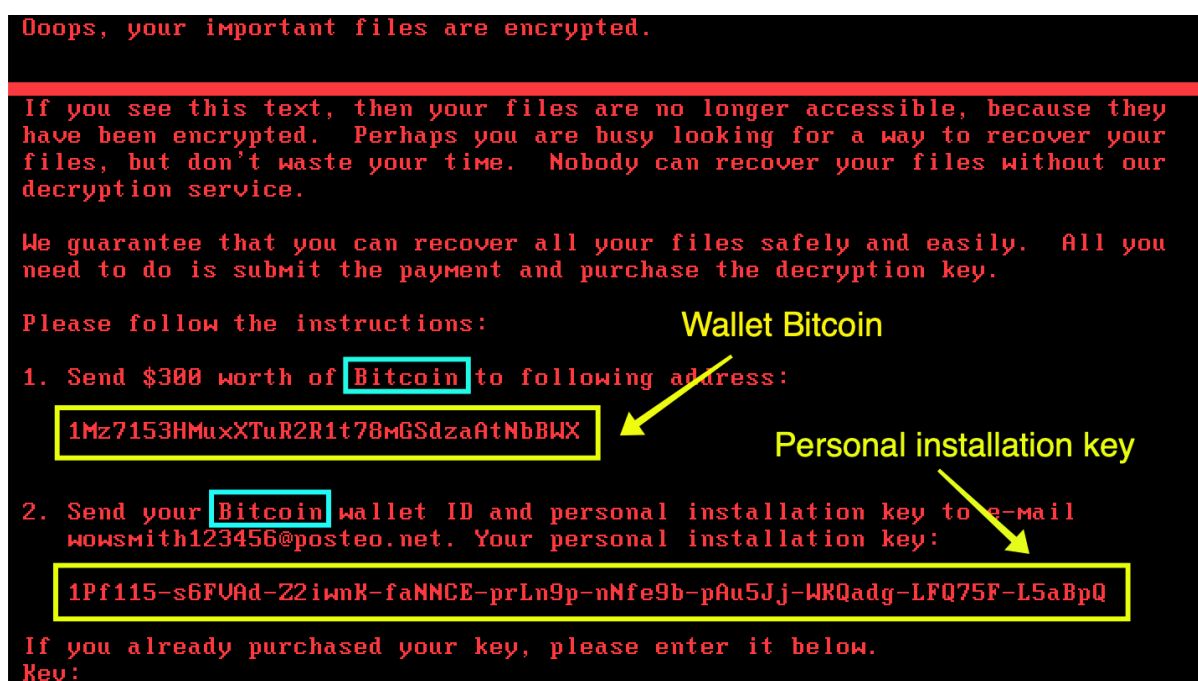 Ooops, your important files are encrypted.
If you see this text, then your files are no longer accessible, because they
have been encrypted.  Perhaps you are busy looking for a way to recover your
files, but don't waste your time.  Nobody can recover your files without our
decryption service.
We guarantee that you can recover all your files safely and easily.  All you
need to do is submit the payment and purchase the decryption key.
Please follow the instructions:
Wallet Bitcoin
1. Send $300 worth of Bitcoin to following address:
1Mz7153HMuxXTuR2R1t78mGSdzaAtNbBWX
Personal installation key
2. Send your Bitcoin wallet ID and personal installation key to e-mail
wowsmith123456@posteo.net. Your personal installation key:
1Pf115-s6FVAd-Z2iwnK-faNNCE-prLn9p-nNfe9b-pAu5Jj-WKQadg-LFQ75F-L5aBpQ
If you already purchased your key, please enter it below.
Key: